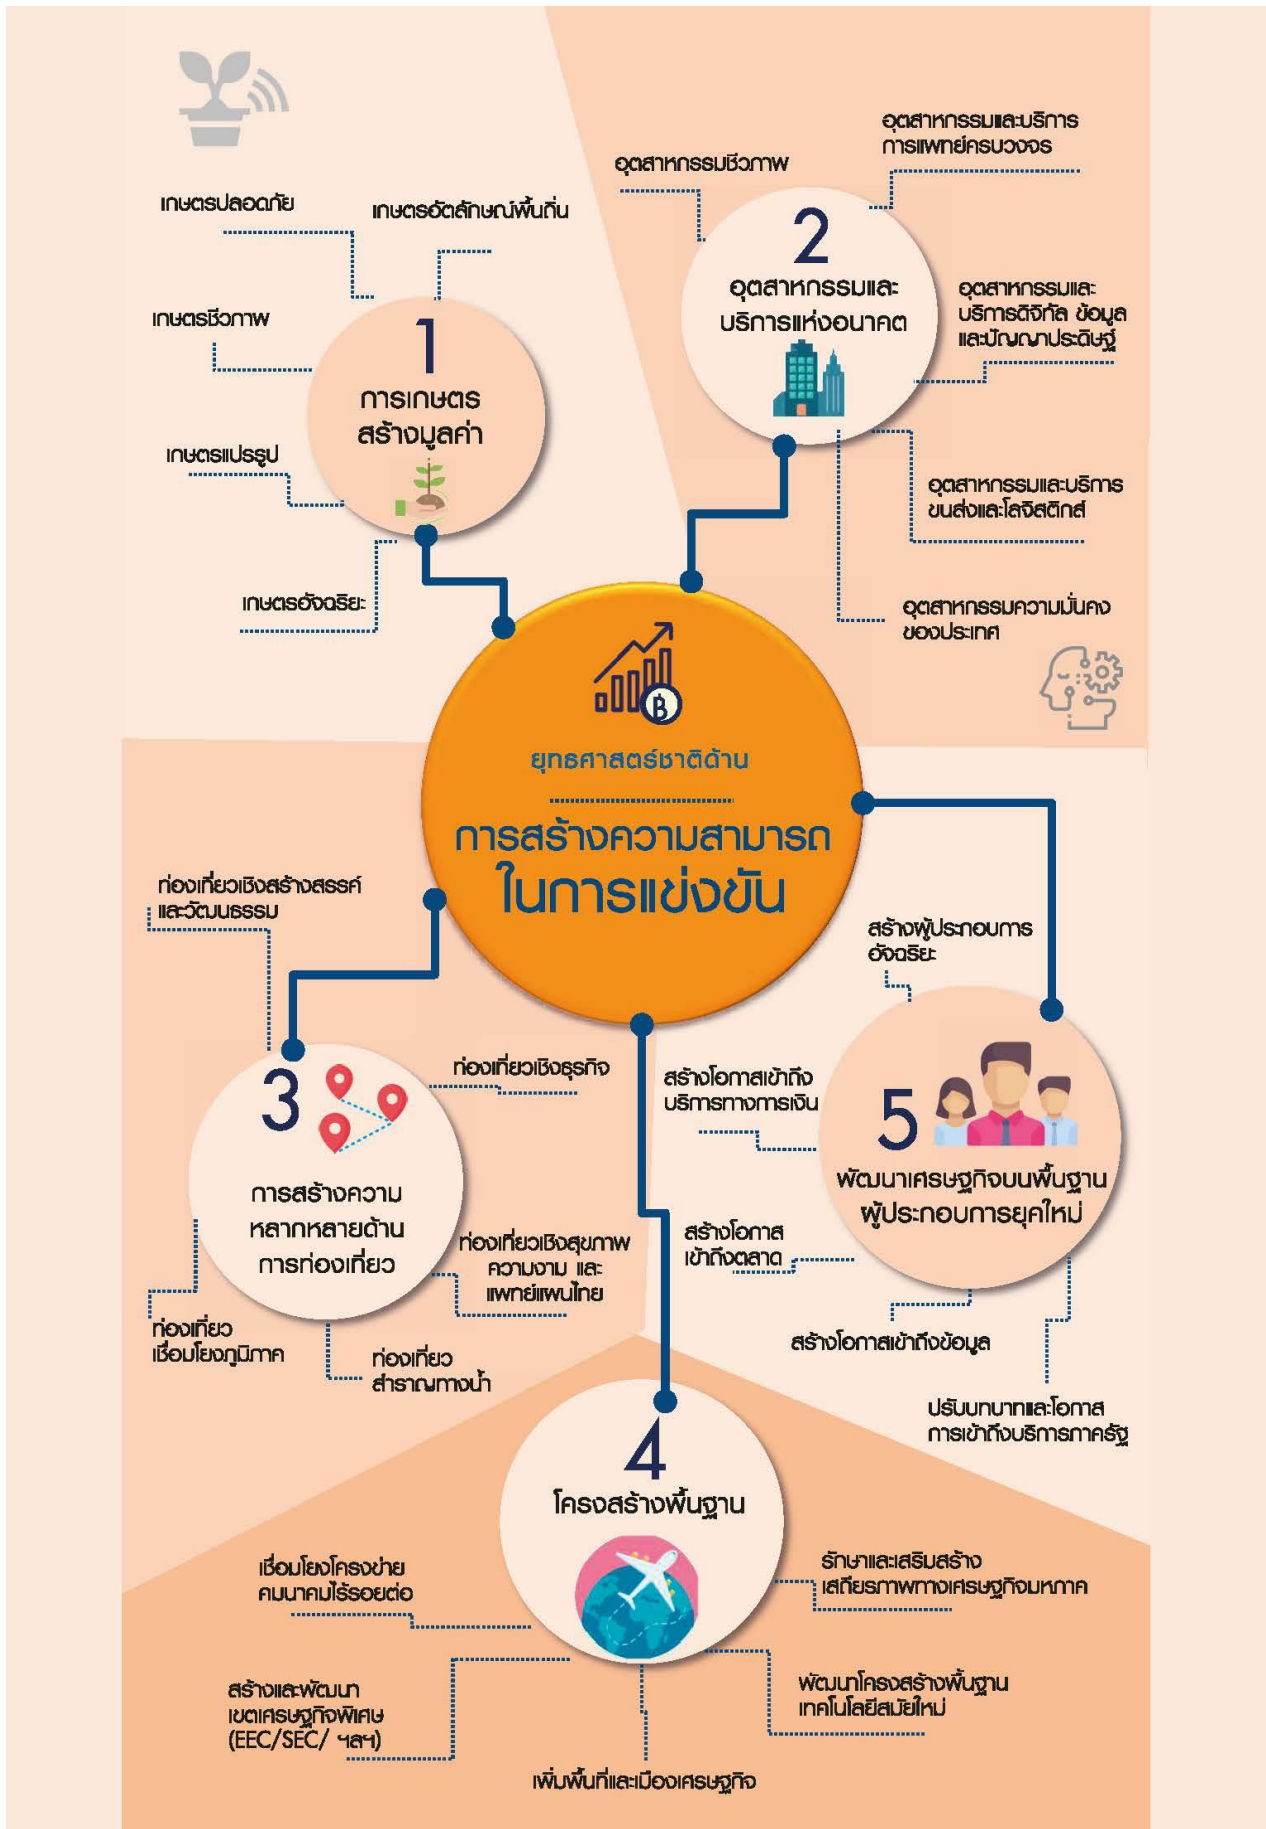 เกษตรปลอดภัย
เกษตรอัตลักษณ์พื้นถิ่น
เกษตรชีวภาพ
1
การเกษตร
สร้างมูลค่า
เกษตรแปรรูป
เกษตรอัจฉริยะ
อุตสาหกรรมชีวภาพ
อุตสาหกรรมและบริการ
การแพทย์ครบวงจร
2
อุตสาหกรรมและ
บริการแห่งอนาคต
อุตสาหกรรมและ
บริการดิจิทัล ข้อมูล
และปัญญาประดิษฐ์
อุตสาหกรรมและบริการ
ขนส่งและโลจิสติกส์
อุตสาหกรรมความมั่นคง
ของประเทศ
฿
ยุทธศาสตร์ชาติด้าน
การสร้างความสามารถ
ในการแข่งขัน
ท่องเที่ยวเชิงสร้างสรรค์
และวัฒนธรรม
3
การสร้างความ
หลากหลายด้าน
การท่องเที่ยว
ท่องเที่ยวเชิงธุรกิจ
ท่องเที่ยวเชิงสุขภาพ
ความงาม และ
แพทย์แผนไทย
ท่องเที่ยว
เชื่อมโยงภูมิภาค
ท่องเที่ยว
สำราญทางน้ำ
สร้างผู้ประกอบการ
อัจฉริยะ
สร้างโอกาสเข้าถึง
บริการทางการเงิน
5
พัฒนาเศรษฐกิจบนพื้นฐาน
ผู้ประกอบการยุคใหม่
สร้างโอกาส
เข้าถึงตลาด
สร้างโอกาสเข้าถึงข้อมูล
ปรับบทบาทและโอกาส
การเข้าถึงบริการภาครัฐ
4
โครงสร้างพื้นฐาน
เชื่อมโยงโครงข่าย
คมนาคมไร้รอยต่อ
รักษาและเสริมสร้าง
เสถียรภาพทางเศรษฐกิจมหภาค
สร้างและพัฒนา
เขตเศรษฐกิจพิเศษ
(EEC/SEC/ ฯลฯ)
พัฒนาโครงสร้างพื้นฐาน
เทคโนโลยีสมัยใหม่
เพิ่มพื้นที่และเมืองเศรษฐกิจ